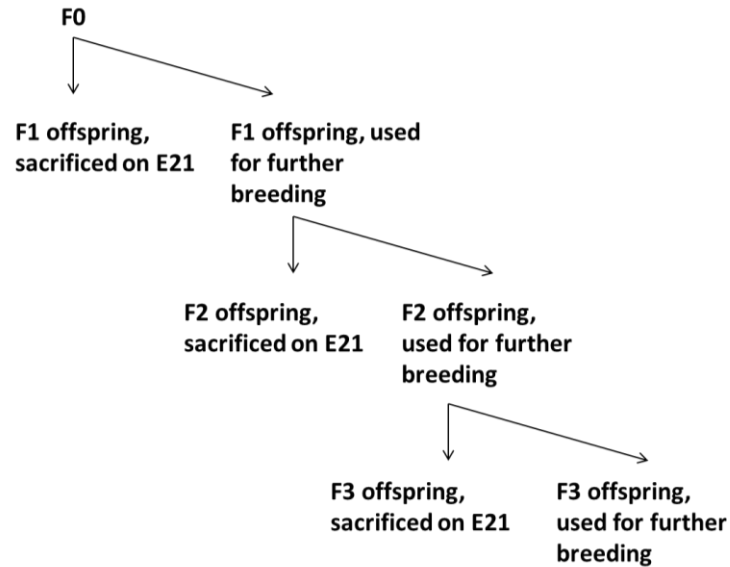 F0
F1 offspring,
sacrificed on E21
F1 offspring, used
for further
breeding
F2 offspring,
sacrificed on E21
F2 offspring,
used for further
breeding
F3 offspring,
sacrificed on E21
F3 offspring,
used for further
breeding